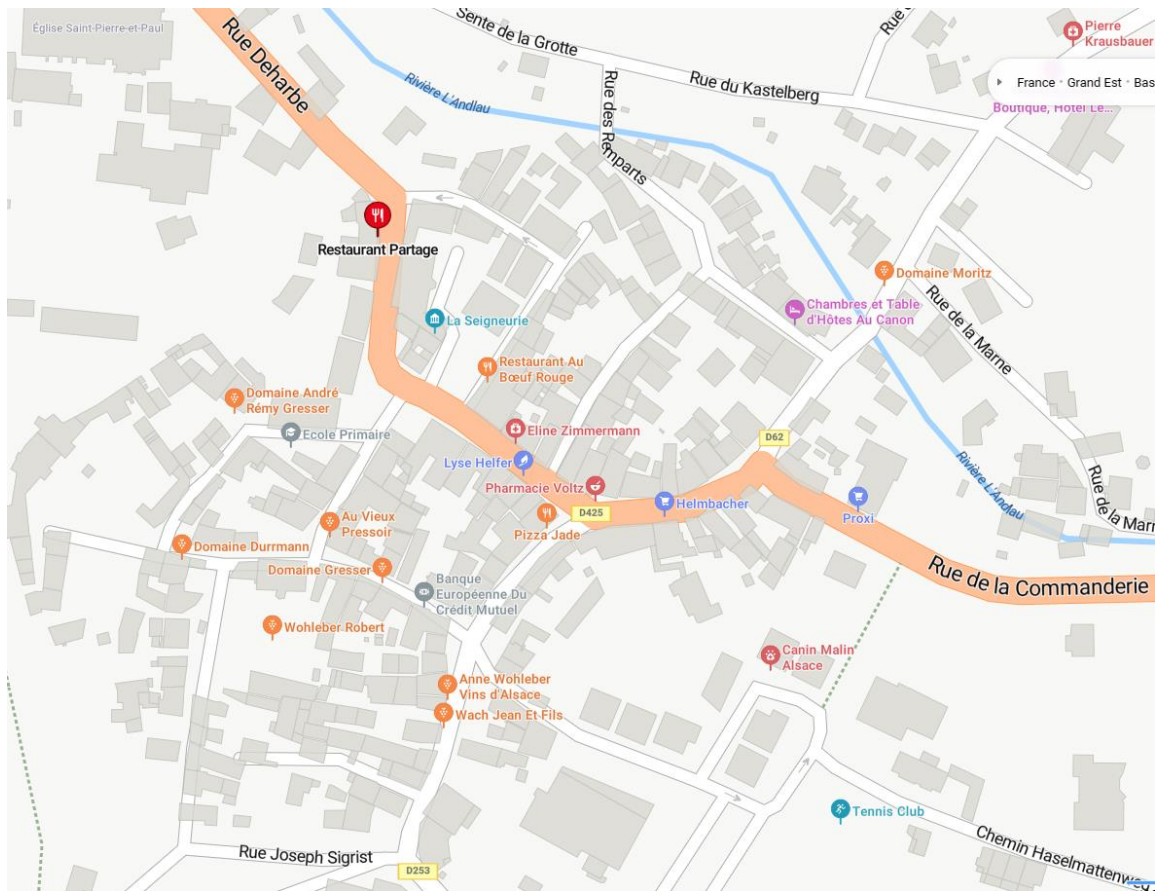 Église Saint-Pierre-et-Paul
Rue Deharbe
Sente de la Grotte
Rivière L'Andlau
Rue des Remparts
Rue du Kastelberg
Pierre
Krausbauer
France · Grand Est · Bas
Boutique, Hôtel Le...
Restaurant Partage
La Seigneurie
Domaine Moritz
Chambres et Table
d'Hôtes Au Canon
Rue de la Marne
Restaurant Au
Bœuf Rouge
Domaine André
Rémy Gresser
Ecole Primaire
Eline Zimmermann
D62
Lyse Helfer
Pharmacie Voltz
Helmbacher
Proxi
Rivière L'Andlau
Rue de la Marn
D425
Pizza Jade
Au Vieux
Pressoir
Domaine Durrmann
Domaine Gresser
Banque
Européenne Du
Crédit Mutuel
Rue de la Commanderie
Wohleber Robert
Canin Malin
Alsace
Anne Wohleber
Vins d'Alsace
Wach Jean Et Fils
Tennis Club
Chemin Haselmattenweg
Rue Joseph Sigrist
D253